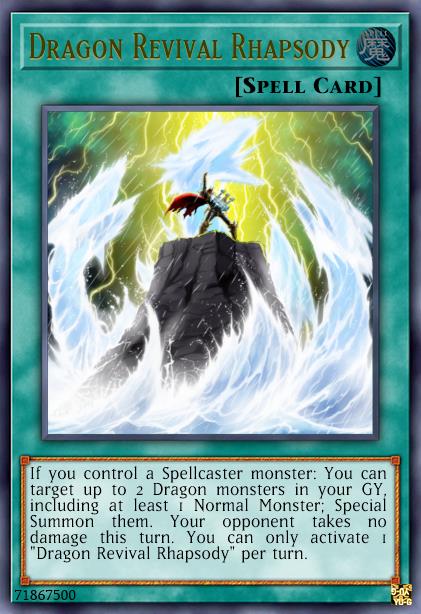 Dragon Revival Rhapsody 魔
[Spell Card]
If you control a Spellcaster monster: You can
target up to 2 Dragon monsters in your GY,
including at least 1 Normal Monster; Special
Summon them. Your opponent takes no
damage this turn. You can only activate 1
"Dragon Revival Rhapsody" per turn.
71867500